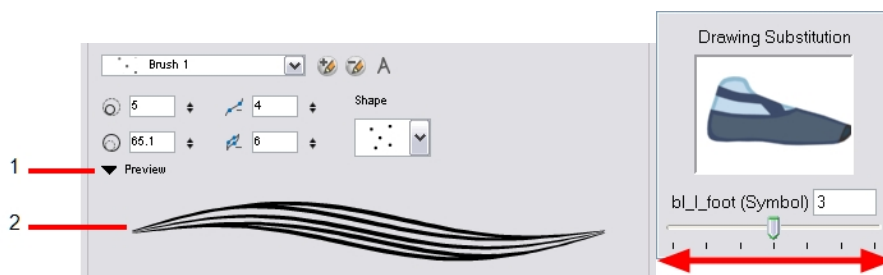 Brush 1
A
5
4
Shape
65.1
6
1
Preview
2
Drawing Substitution
bl_l_foot (Symbol) 3